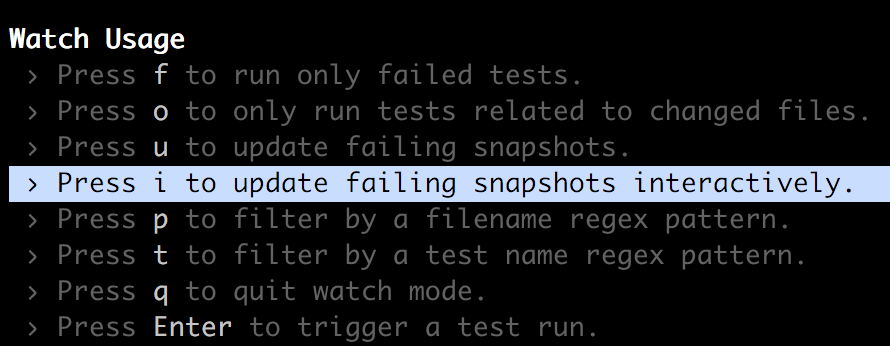 Watch Usage
› Press f to run only failed tests.
› Press o to only run tests related to changed files.
› Press u to update failing snapshots.
› Press i to update failing snapshots interactively.
› Press p to filter by a filename regex pattern.
› Press t to filter by a test name regex pattern.
› Press q to quit watch mode.
› Press Enter to trigger a test run.